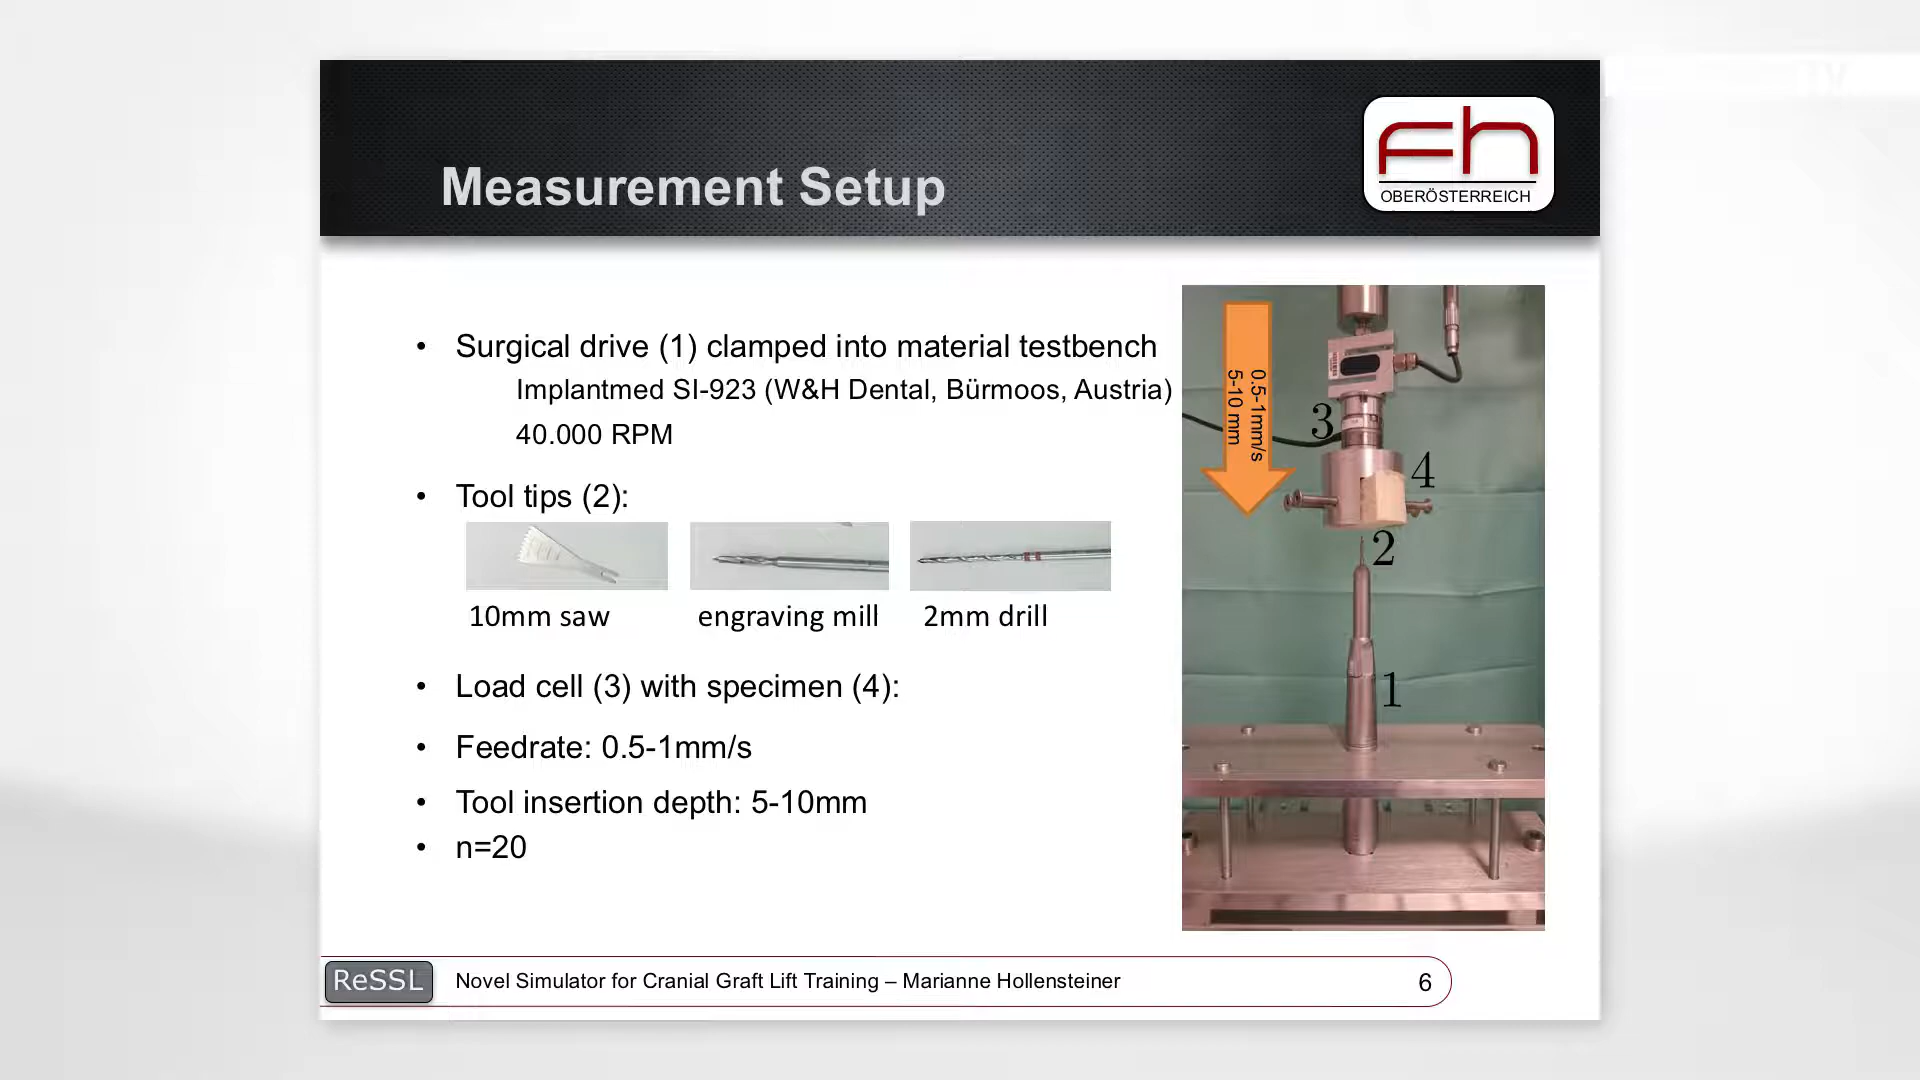 Measurement Setup
Fh
OBERÖSTERREICH
• Surgical drive (1) clamped into material testbench
Implantmed SI-923 (W&H Dental, Bürmoos, Austria)
40.000 RPM
• Tool tips (2):
10mm saw
engraving mill
2mm drill
• Load cell (3) with specimen (4):
• Feedrate: 0.5-1mm/s
• Tool insertion depth: 5-10mm
• n=20
0.5-1mm/s
5-10 mm
3
4
2
1
ReSSL
Novel Simulator for Cranial Graft Lift Training – Marianne Hollensteiner
6
TV